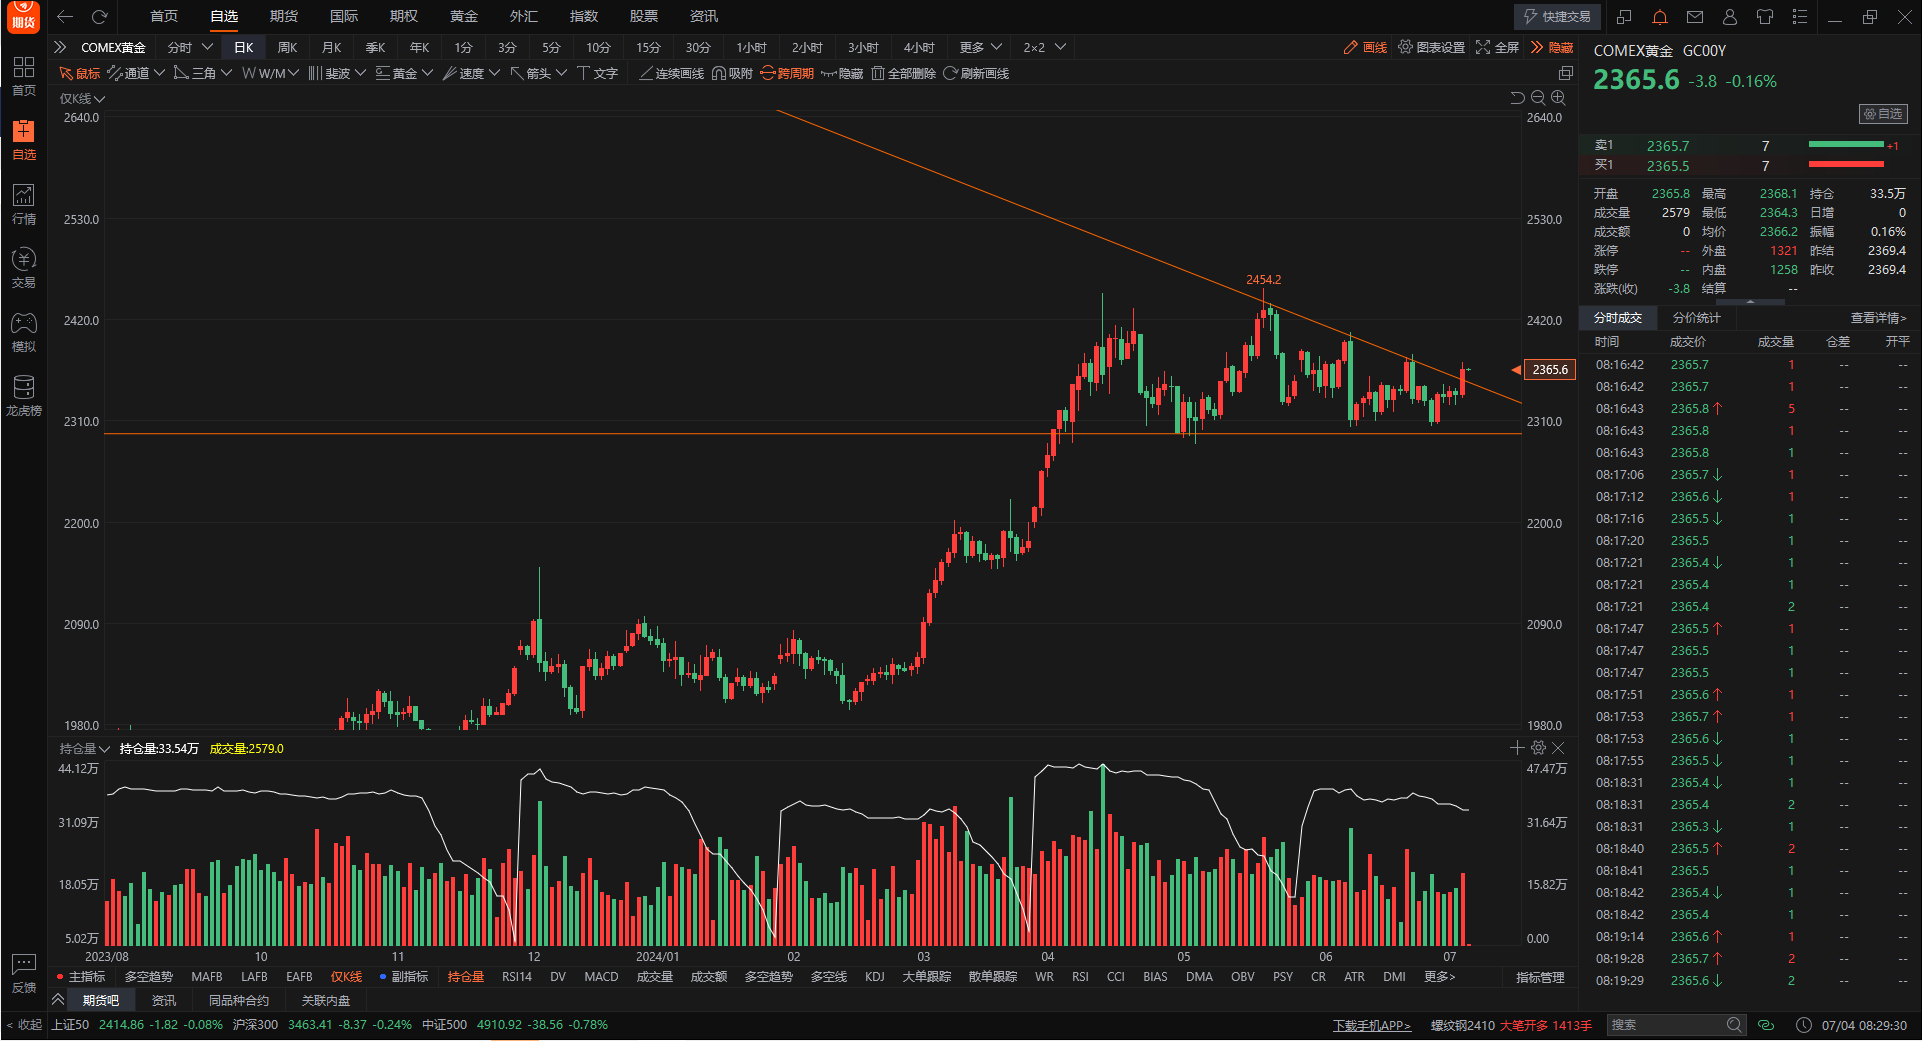 期货
首页 自选 期货 国际 期权 黄金 外汇 指数 股票 资讯
快捷交易
COMEX黄金 分时 日K 周K 月K 季K 年K 1分 3分 5分 10分 15分 30分 1小时 2小时 3小时 4小时 更多 2×2
画线 图表设置 全屏 隐藏
鼠标 通道 三角 W/M 斐波 黄金 速度 箭头 文字 连续画线 吸附 跨周期 隐藏 全部删除 刷新画线
首页
自选
行情
交易
模拟
龙虎榜
反馈
< 收起
仅K线
2640.0 2640.0
2530.0 2530.0
2454.2
2420.0 2420.0
2365.6
2310.0 2310.0
2200.0 2200.0
2090.0 2090.0
1980.0 1980.0
持仓量 持仓量:33.54万 成交量:2579.0
44.12万 47.47万
31.09万 31.64万
18.05万 15.82万
5.02万 0.00
2023/08 10 11 12 2024/01 02 03 04 05 06 07
主指标 多空趋势 MAFB LAFB EAFB 仅K线 副指标 持仓量 RSI14 DV MACD 成交量 成交额 多空趋势 多空线 KDJ 大单跟踪 散单跟踪 WR RSI CCI BIAS DMA OBV PSY CR ATR DMI 更多> 指标管理
期货吧 资讯 同品种合约 关联内盘
上证50 2414.86 -1.82 -0.08% 沪深300 3463.41 -8.37 -0.24% 中证500 4910.92 -38.56 -0.78%
下载手机APP> 螺纹钢2410 大笔开多 1413手 搜索 07/04 08:29:30
COMEX黄金 GC00Y
2365.6 -3.8 -0.16%
自选
卖1 2365.7 7 +1
买1 2365.5 7
开盘 2365.8 最高 2368.1 持仓 33.5万
成交量 2579 最低 2364.3 日增 0
成交额 0 均价 2366.2 振幅 0.16%
涨停 -- 外盘 1321 昨结 2369.4
跌停 -- 内盘 1258 昨收 2369.4
涨跌(收) -3.8 结算 --
分时成交 分价统计 查看详情>
时间 成交价 成交量 仓差 开平
08:16:42 2365.7 1 -- --
08:16:42 2365.7 1 -- --
08:16:43 2365.8↑ 5 -- --
08:16:43 2365.8 1 -- --
08:16:43 2365.8 1 -- --
08:17:06 2365.7↓ 1 -- --
08:17:12 2365.6↓ 1 -- --
08:17:16 2365.5↓ 1 -- --
08:17:20 2365.5 1 -- --
08:17:21 2365.4↓ 1 -- --
08:17:21 2365.4 1 -- --
08:17:21 2365.4 2 -- --
08:17:47 2365.5↑ 1 -- --
08:17:47 2365.5 1 -- --
08:17:47 2365.5 1 -- --
08:17:51 2365.6↑ 1 -- --
08:17:53 2365.7↑ 1 -- --
08:17:53 2365.6↓ 1 -- --
08:17:55 2365.5↓ 1 -- --
08:18:31 2365.4↓ 1 -- --
08:18:31 2365.4 2 -- --
08:18:31 2365.3↓ 1 -- --
08:18:40 2365.5↑ 2 -- --
08:18:41 2365.5 1 -- --
08:18:42 2365.4↓ 1 -- --
08:18:42 2365.4 1 -- --
08:19:14 2365.6↑ 1 -- --
08:19:28 2365.7↑ 2 -- --
08:19:29 2365.6↓ 2 -- --